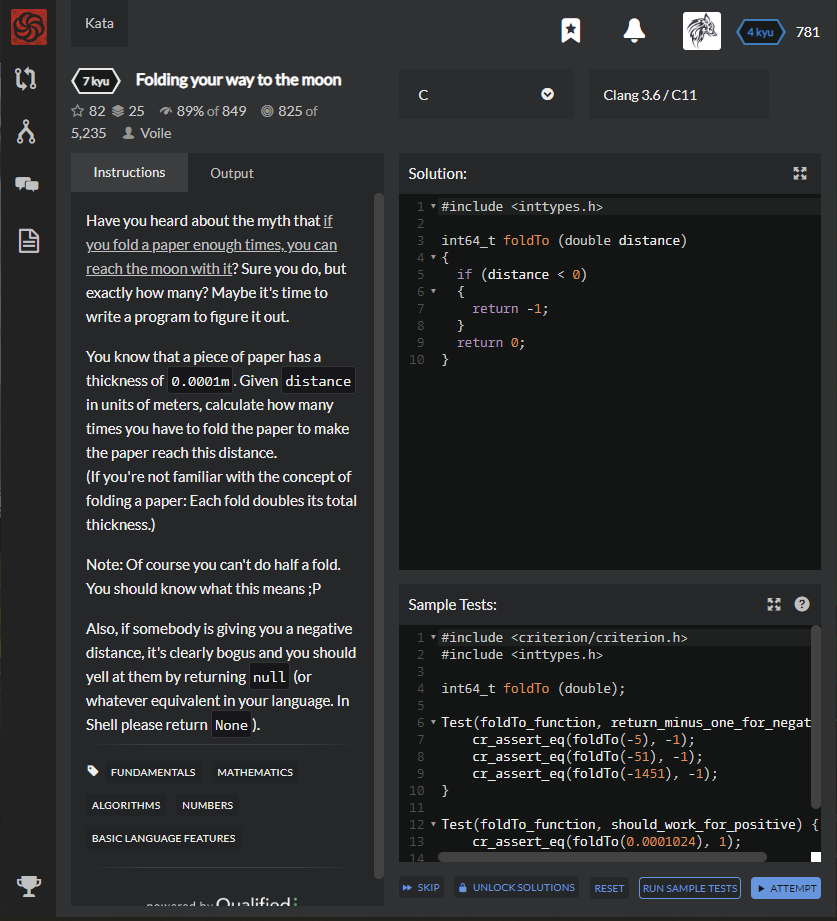 Kata
4 kyu
781
7 kyu
Folding your way to the moon
82 25 89% of 849 825 of
5,235 Voile
C
Clang 3.6 / C11
Instructions
Output
Have you heard about the myth that if
you fold a paper enough times, you can
reach the moon with it? Sure you do, but
exactly how many? Maybe it's time to
write a program to figure it out.
You know that a piece of paper has a
thickness of 0.0001m. Given distance
in units of meters, calculate how many
times you have to fold the paper to make
the paper reach this distance.
(If you're not familiar with the concept of
folding a paper: Each fold doubles its total
thickness.)
Note: Of course you can't do half a fold.
You should know what this means ;P
Also, if somebody is giving you a negative
distance, it's clearly bogus and you should
yell at them by returning null (or
whatever equivalent in your language. In
Shell please return None).
FUNDAMENTALS
MATHEMATICS
ALGORITHMS
NUMBERS
BASIC LANGUAGE FEATURES
powered by Qualified
Solution:
1 #include <inttypes.h>
2
3 int64_t foldTo (double distance)
4 {
5 if (distance < 0)
6 {
7 return -1;
8 }
9 return 0;
10 }
Sample Tests:
?
1 #include <criterion/criterion.h>
2 #include <inttypes.h>
3
4 int64_t foldTo (double);
5
6 Test(foldTo_function, return_minus_one_for_negat
7 cr_assert_eq(foldTo(-5), -1);
8 cr_assert_eq(foldTo(-51), -1);
9 cr_assert_eq(foldTo(-1451), -1);
10 }
11
12 Test(foldTo_function, should_work_for_positive) {
13 cr_assert_eq(foldTo(0.0001024), 1);
14
SKIP
UNLOCK SOLUTIONS
RESET
RUN SAMPLE TESTS
ATTEMPT